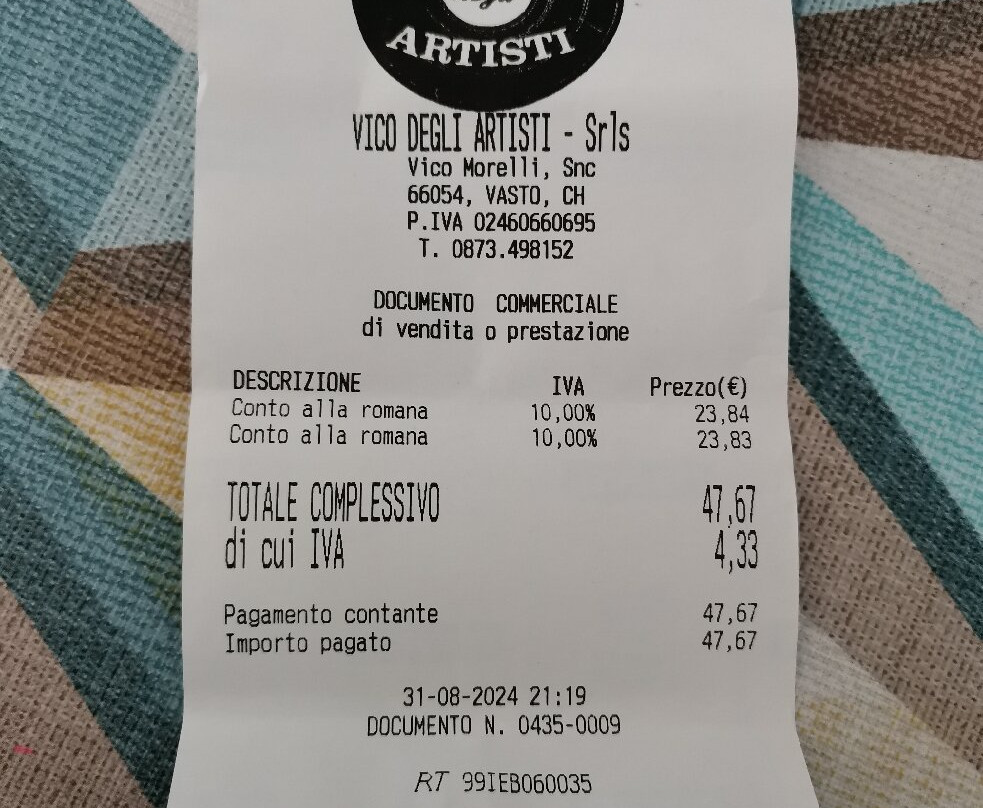 ARTISTI
VICO DEGLI ARTISTI - Srls
Vico Morelli, Snc
66054, VASTO, CH
P.IVA 02460660695
T. 0873.498152
DOCUMENTO COMMERCIALE
di vendita o prestazione
DESCRIZIONE IVA Prezzo(€)
Conto alla romana 10,00% 23,84
Conto alla romana 10,00% 23,83
TOTALE COMPLESSIVO 47,67
di cui IVA 4,33
Pagamento contante 47,67
Importo pagato 47,67
31-08-2024 21:19
DOCUMENTO N. 0435-0009
RT 99IEB060035